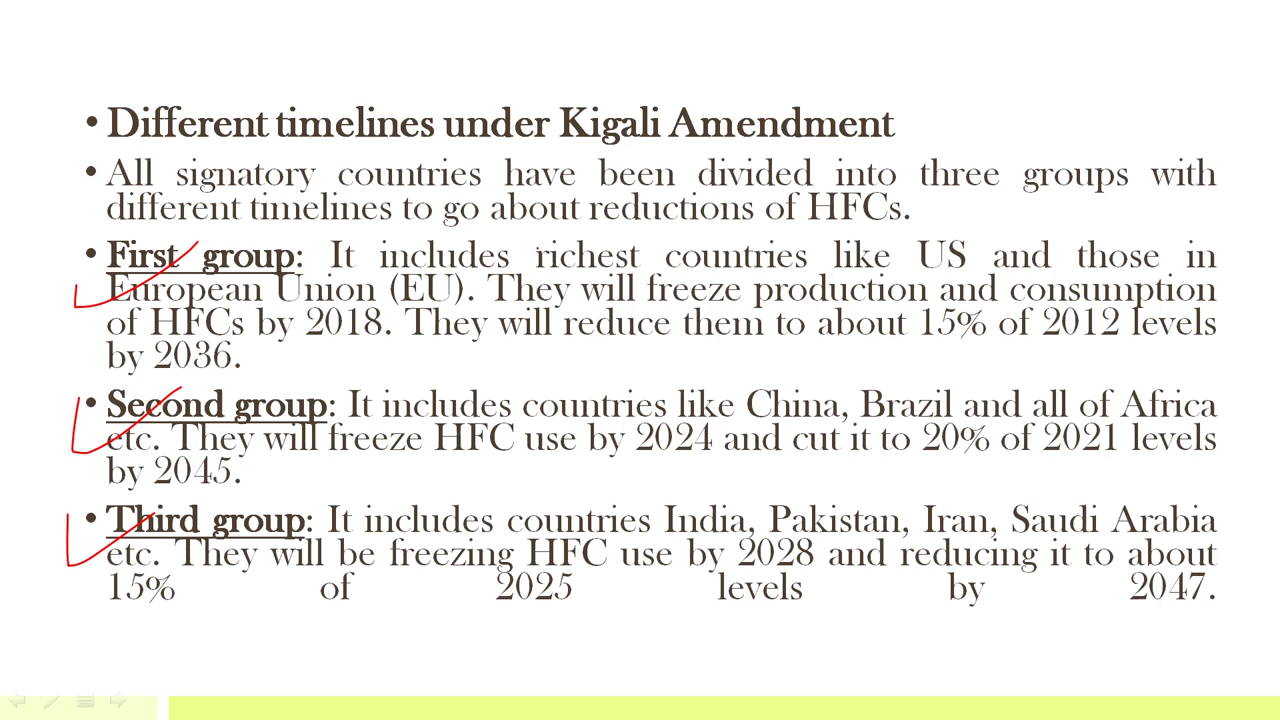 • Different timelines under Kigali Amendment
• All signatory countries have been divided into three groups with
different timelines to go about reductions of HFCs.
• First group: It includes richest countries like US and those in
European Union (EU). They will freeze production and consumption
of HFCs by 2018. They will reduce them to about 15% of 2012 levels
by 2036.
• Second group: It includes countries like China, Brazil and all of Africa
etc. They will freeze HFC use by 2024 and cut it to 20% of 2021 levels
by 2045.
• Third group: It includes countries India, Pakistan, Iran, Saudi Arabia
etc. They will be freezing HFC use by 2028 and reducing it to about
15% of 2025 levels by 2047.